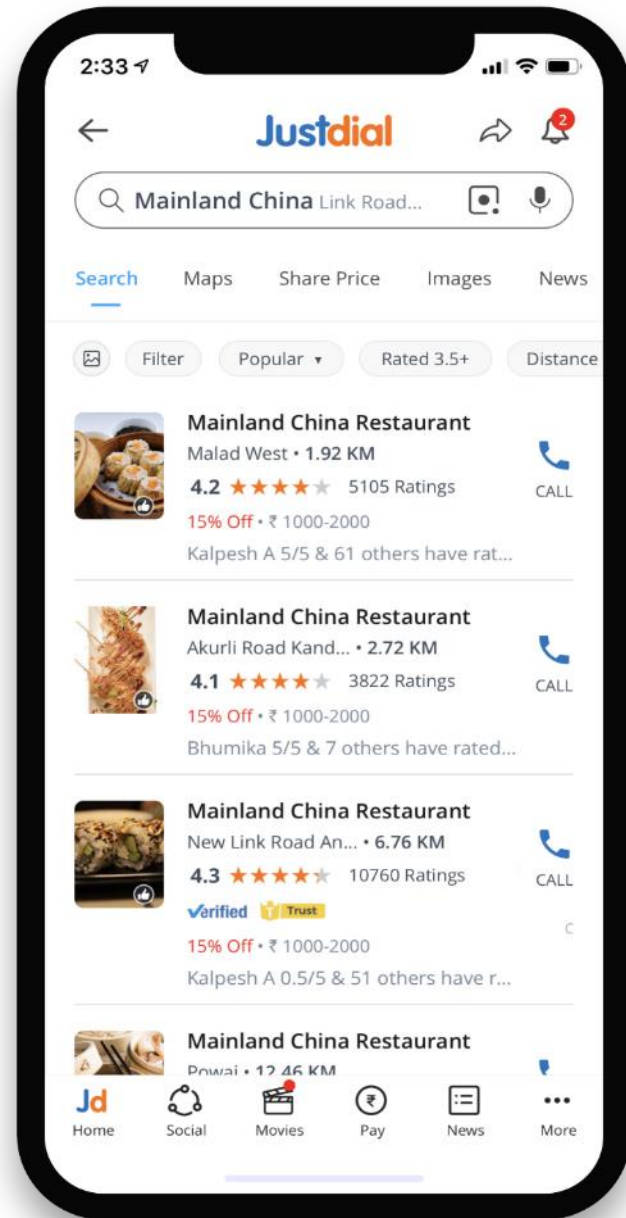 2:33
Justdial
2
Mainland China Link Road...
Search Maps Share Price Images News
Filter Popular ▾ Rated 3.5+ Distance
Mainland China Restaurant
Malad West • 1.92 KM
4.2 ★★★★★ 5105 Ratings
CALL
15% Off • ₹ 1000-2000
Kalpesh A 5/5 & 61 others have rat...
Mainland China Restaurant
Akurli Road Kand... • 2.72 KM
4.1 ★★★★★ 3822 Ratings
CALL
15% Off • ₹ 1000-2000
Bhumika 5/5 & 7 others have rated...
Mainland China Restaurant
New Link Road An... • 6.76 KM
4.3 ★★★★★ 10760 Ratings
CALL
Verified T Trust
C
15% Off • ₹ 1000-2000
Kalpesh A 0.5/5 & 51 others have r...
Mainland China Restaurant
Powai • 12.46 KM
Jd
₹
Home Social Movies Pay News More